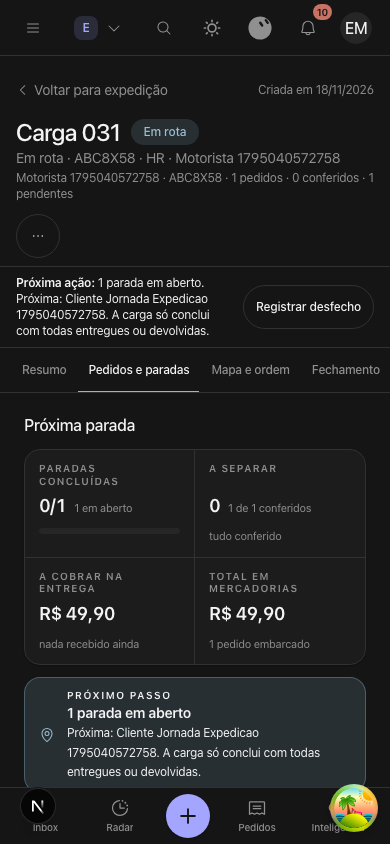 E
10
EM
Voltar para expedição
Criada em 18/11/2026
Carga 031
Em rota
Em rota · ABC8X58 · HR · Motorista 1795040572758
Motorista 1795040572758 · ABC8X58 · 1 pedidos · 0 conferidos · 1
pendentes
...
Próxima ação: 1 parada em aberto.
Próxima: Cliente Jornada Expedicao
1795040572758. A carga só conclui
com todas entregues ou devolvidas.
Registrar desfecho
Resumo
Pedidos e paradas
Mapa e ordem
Fechamento
Próxima parada
PARADAS
CONCLUÍDAS
0/1 1 em aberto
A SEPARAR
0 1 de 1 conferidos
tudo conferido
A COBRAR NA
ENTREGA
R$ 49,90
nada recebido ainda
TOTAL EM
MERCADORIAS
R$ 49,90
1 pedido embarcado
PRÓXIMO PASSO
1 parada em aberto
Próxima: Cliente Jornada Expedicao
1795040572758. A carga só conclui com todas
entregues ou devolvidas.
N
Inbox
Radar
Pedidos